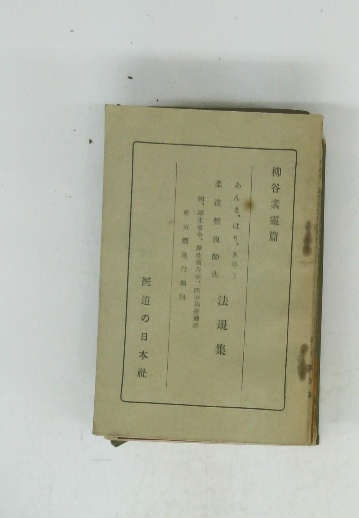 柳谷素霊篇
あんま、はり、きゆう
柔道整復師法 法規集
東京都施行細則
医道の日本社